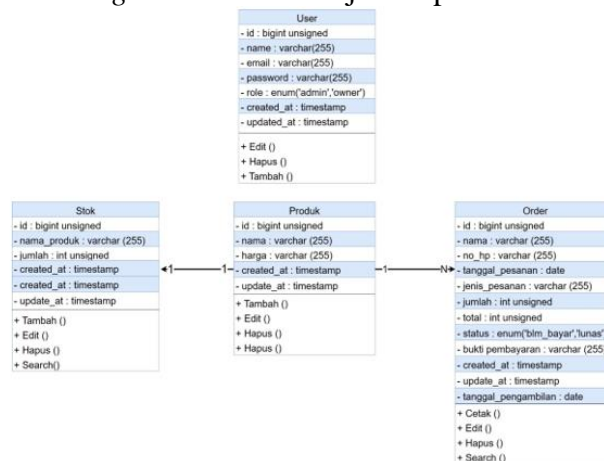 User
- id : bigint unsigned
- name : varchar(255)
- email : varchar(255)
- password : varchar(255)
- role : enum('admin','owner')
- created_at : timestamp
- updated_at : timestamp
+ Edit ()
+ Hapus ()
+ Tambah ()
Stok
- id : bigint unsigned
- nama_produk : varchar (255)
- jumlah : int unsigned
- created_at : timestamp
- created_at : timestamp
- update_at : timestamp
+ Tambah ()
+ Edit ()
+ Hapus ()
+ Search()
1
1
Produk
- id : bigint unsigned
- nama : varchar (255)
- harga : varchar (255)
- created_at : timestamp
- update_at : timestamp
+ Tambah ()
+ Edit ()
+ Hapus ()
+ Hapus ()
1
N
Order
- id : bigint unsigned
- nama : varchar (255)
- no_hp : varchar (255)
- tanggal_pesanan : date
- jenis_pesanan : varchar (255)
- jumlah : int unsigned
- total : int unsigned
- status : enum('blm_bayar','lunas'
- bukti pembayaran : varchar (255
- created_at : timestamp
- update_at : timestamp
- tanggal_pengambilan : date
+ Cetak ()
+ Edit ()
+ Hapus ()
+ Search ()